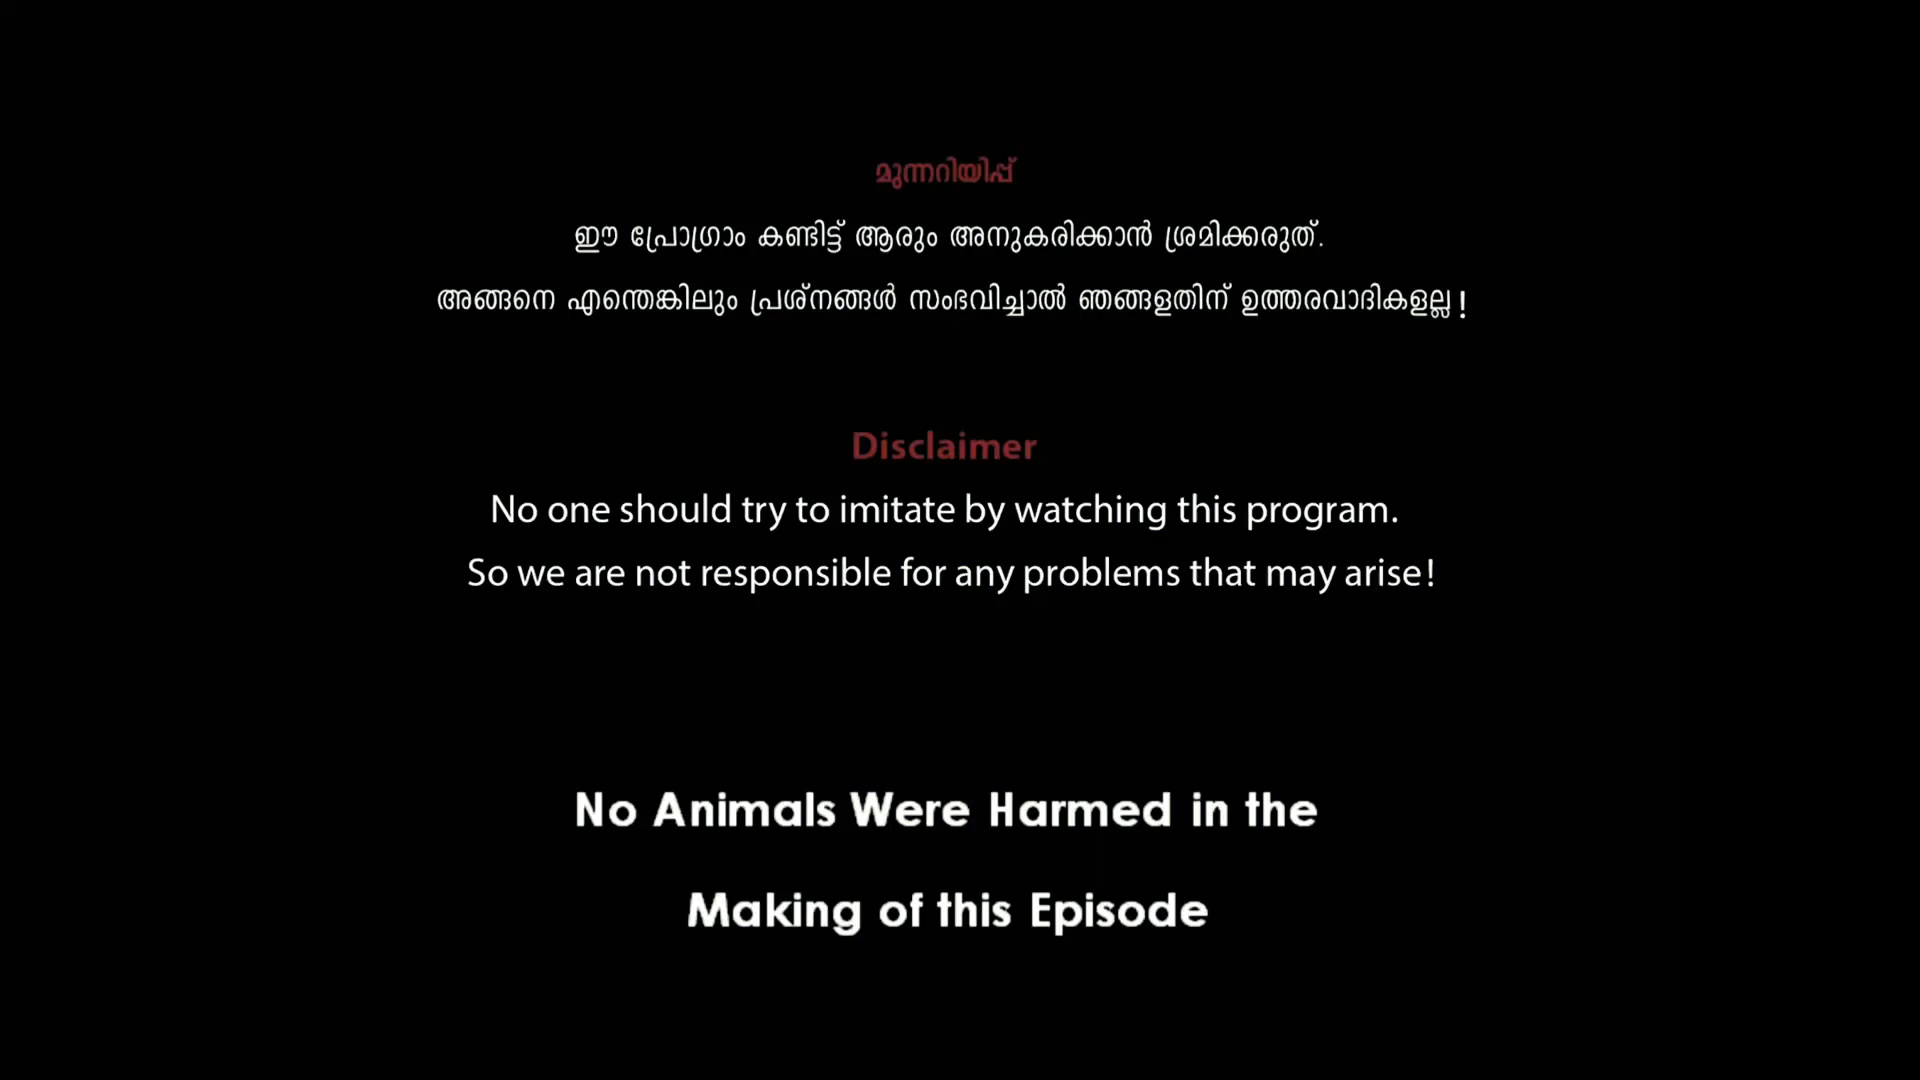 മുന്നറിയിപ്പ്
ഈ പ്രോഗ്രാം കണ്ടിട്ട് ആരും അനുകരിക്കാൻ ശ്രമിക്കരുത്.
അങ്ങനെ എന്തെങ്കിലും പ്രശ്നങ്ങൾ സംഭവിച്ചാൽ ഞങ്ങളതിന് ഉത്തരവാദികളല്ല !
Disclaimer
No one should try to imitate by watching this program.
So we are not responsible for any problems that may arise!
No Animals Were Harmed in the
Making of this Episode